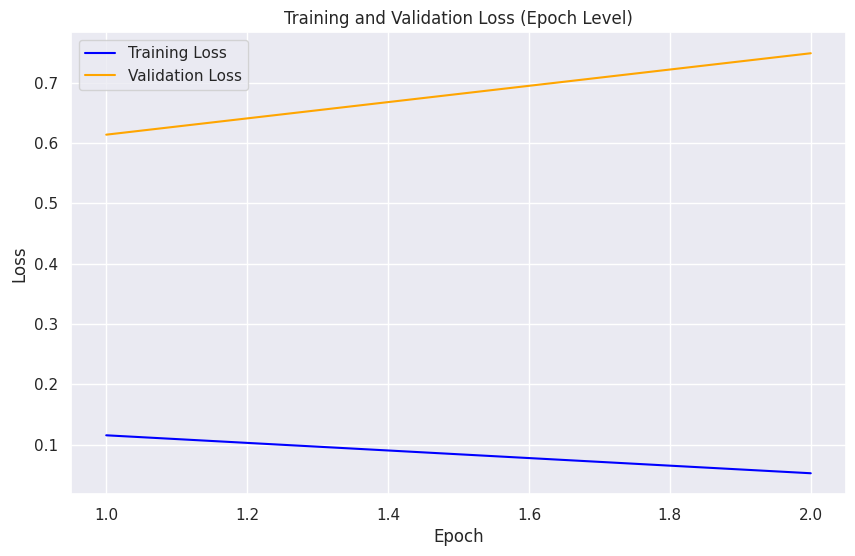 Training and Validation Loss (Epoch Level)
Training Loss
Validation Loss
Loss
0.7
0.6
0.5
0.4
0.3
0.2
0.1
1.0
1.2
1.4
1.6
1.8
2.0
Epoch